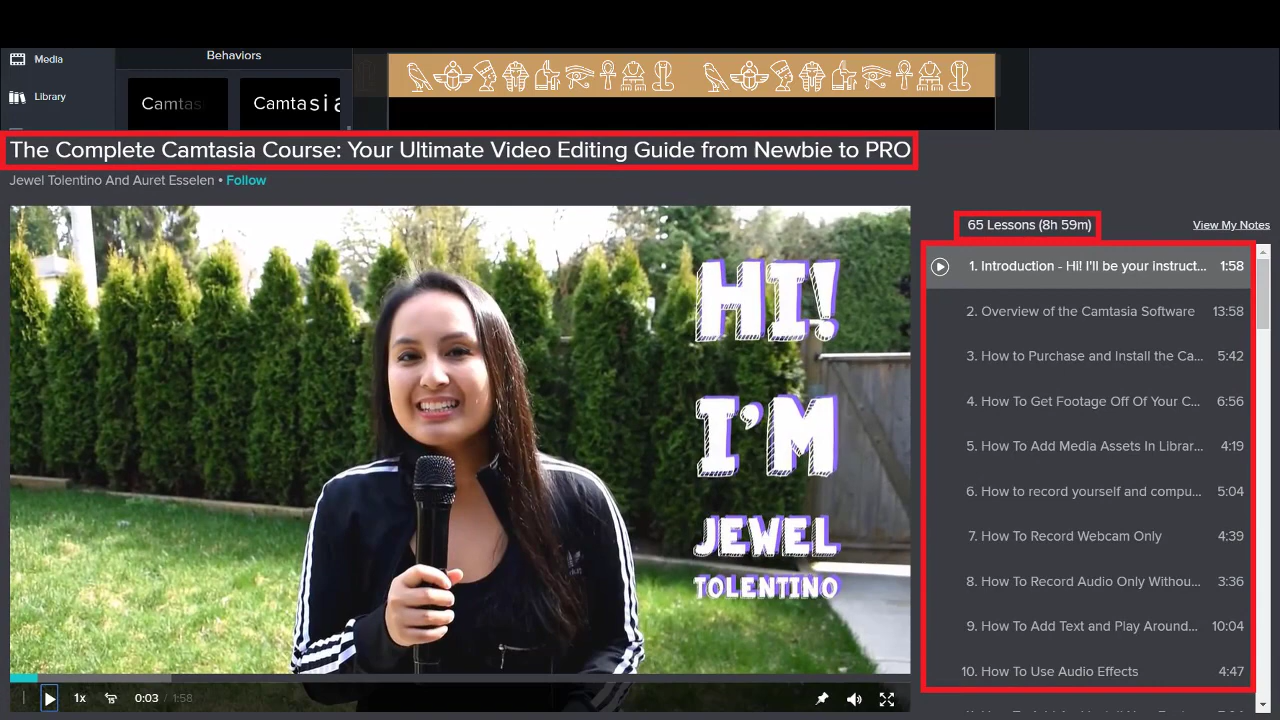 Media
Behaviors
Library
Camtas
Camtasia
The Complete Camtasia Course: Your Ultimate Video Editing Guide from Newbie to PRO
Jewel Tolentino And Auret Esselen • Follow
65 Lessons (8h 59m)
View My Notes
1. Introduction - Hi! I'll be your instruct... 1:58
2. Overview of the Camtasia Software 13:58
3. How to Purchase and Install the Ca... 5:42
4. How To Get Footage Off Of Your C... 6:56
5. How To Add Media Assets In Librar... 4:19
6. How to record yourself and compu... 5:04
7. How To Record Webcam Only 4:39
8. How To Record Audio Only Withou... 3:36
9. How To Add Text and Play Around... 10:04
10. How To Use Audio Effects 4:47
HI!
I'M
JEWEL
TOLENTINO
1x
0:03 / 1:58